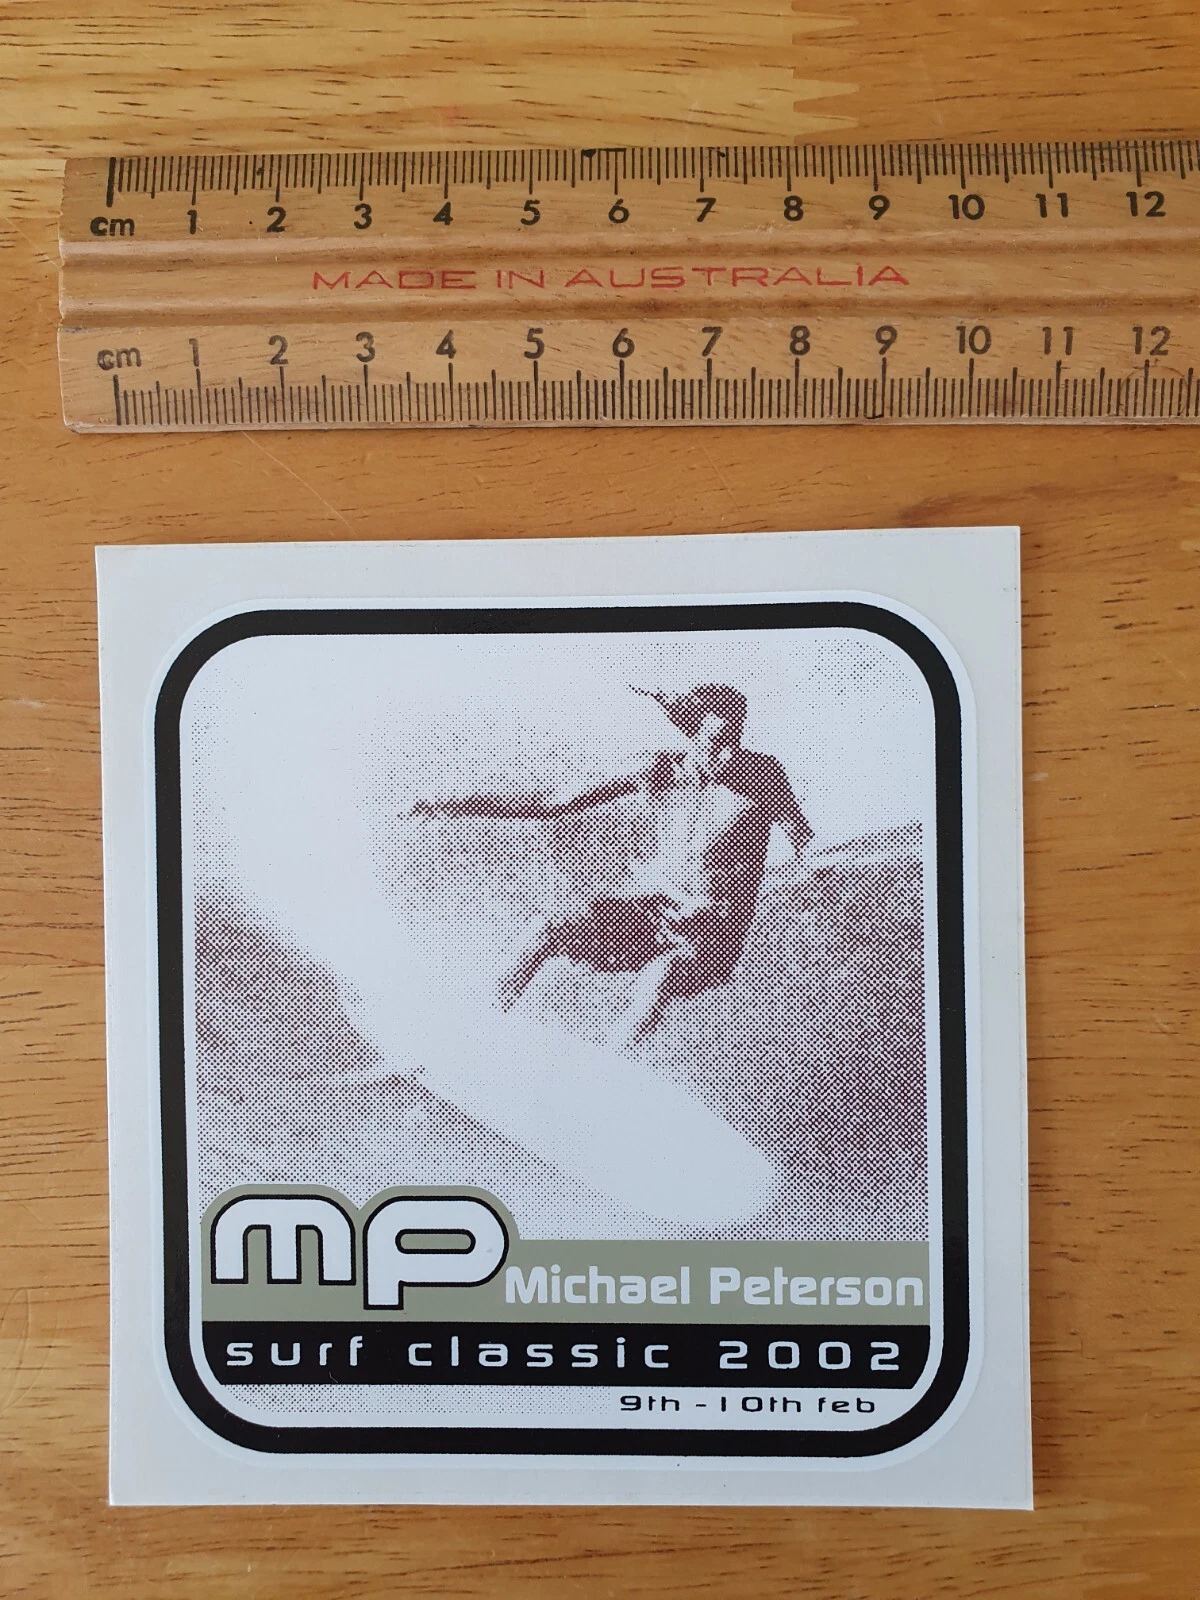 cm 1 2 3 4 5 6 7 8 9 10 11 12
MADE IN AUSTRALIA
cm 1 2 3 4 5 6 7 8 9 10 11 12
mp
Michael Peterson
surf classic 2002
9th - 10th feb